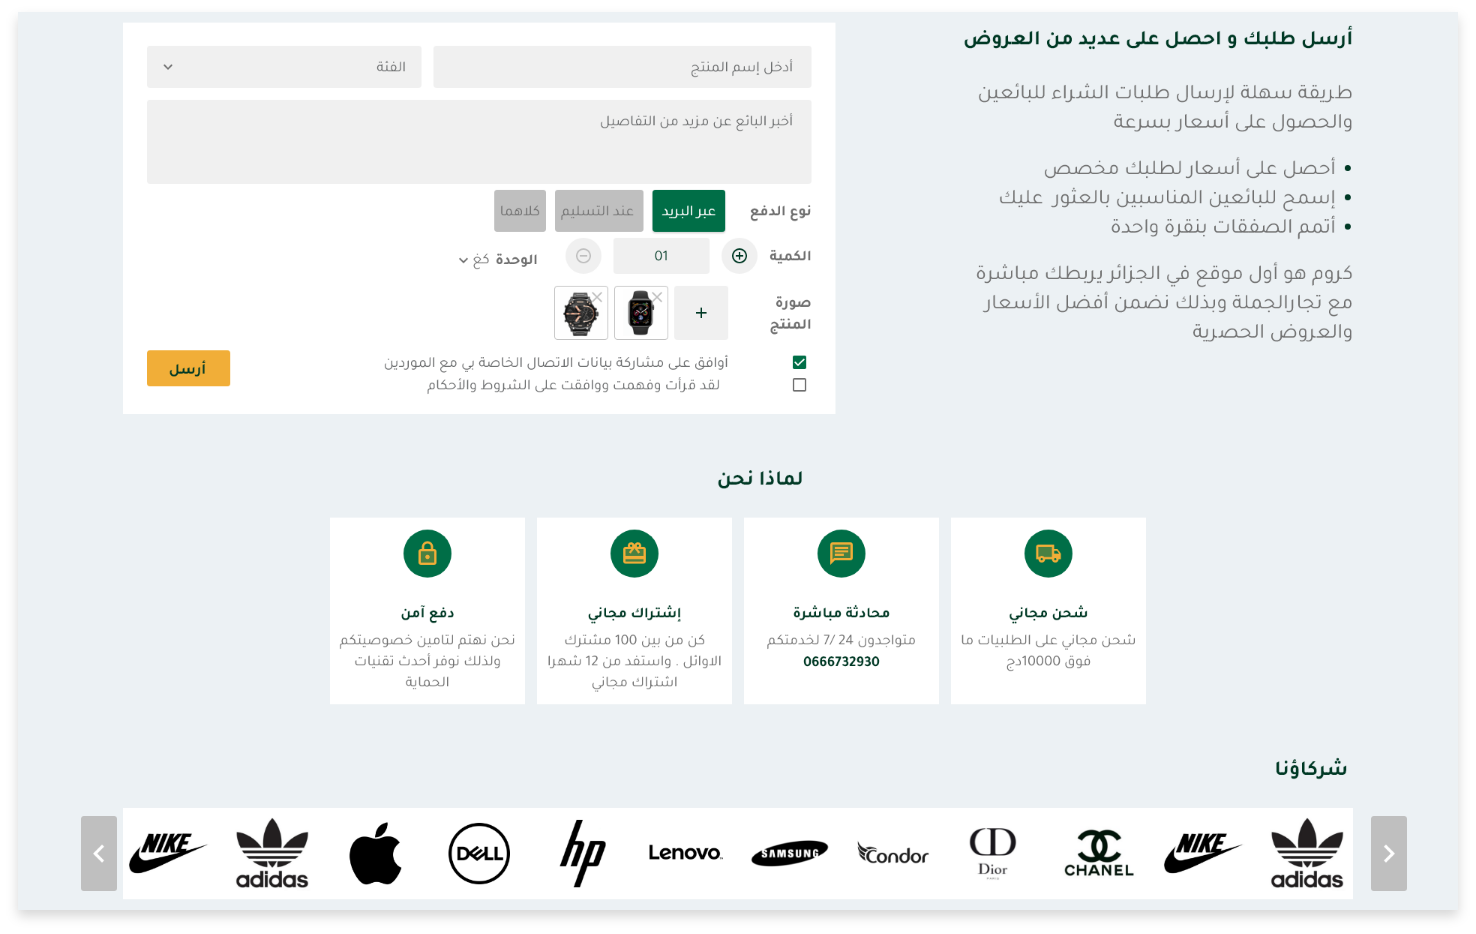 أرسل طلبك و احصل على عديد من العروض
طريقة سهلة لإرسال طلبات الشراء للبائعين
والحصول على أسعار بسرعة
أحصل على أسعار لطلبك مخصص
إسمح للبائعين المناسبين بالعثور عليك
أتمم الصفقات بنقرة واحدة
كروم هو أول موقع في الجزائر يربطك مباشرة
مع تجارالجملة وبذلك نضمن أفضل الأسعار
والعروض الحصرية
أدخل إسم المنتج
الفئة
أخبر البائع عن مزيد من التفاصيل
نوع الدفع
عبر البريد
عند التسليم
كلاهما
الكمية
01
الوحدة كغ
صورة
المنتج
أوافق على مشاركة بيانات الاتصال الخاصة بي مع الموردين
لقد قرأت وفهمت ووافقت على الشروط والأحكام
أرسل
لماذا نحن
شحن مجاني
شحن مجاني على الطلبيات ما
فوق 10000دج
محادثة مباشرة
متواجدون 24 /7 لخدمتكم
0666732930
إشتراك مجاني
كن من بين 100 مشترك
الاوائل . واستفد من 12 شهرا
اشتراك مجاني
دفع آمن
نحن نهتم لتامين خصوصيتكم
ولذلك نوفر أحدث تقنيات
الحماية
شركاؤنا
NIKE
adidas
DELL
hp
Lenovo
SAMSUNG
Condor
Dior
CHANEL
NIKE
adidas